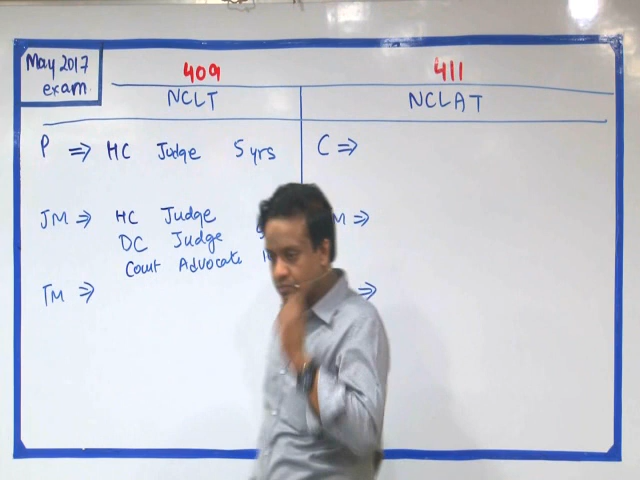 May 2017
exam
409 411
NCLT NCLAT
P ⇒ HC Judge 5 yrs C ⇒
JM ⇒ HC Judge M ⇒
DC Judge
Court Advocate
TM ⇒ ⇒